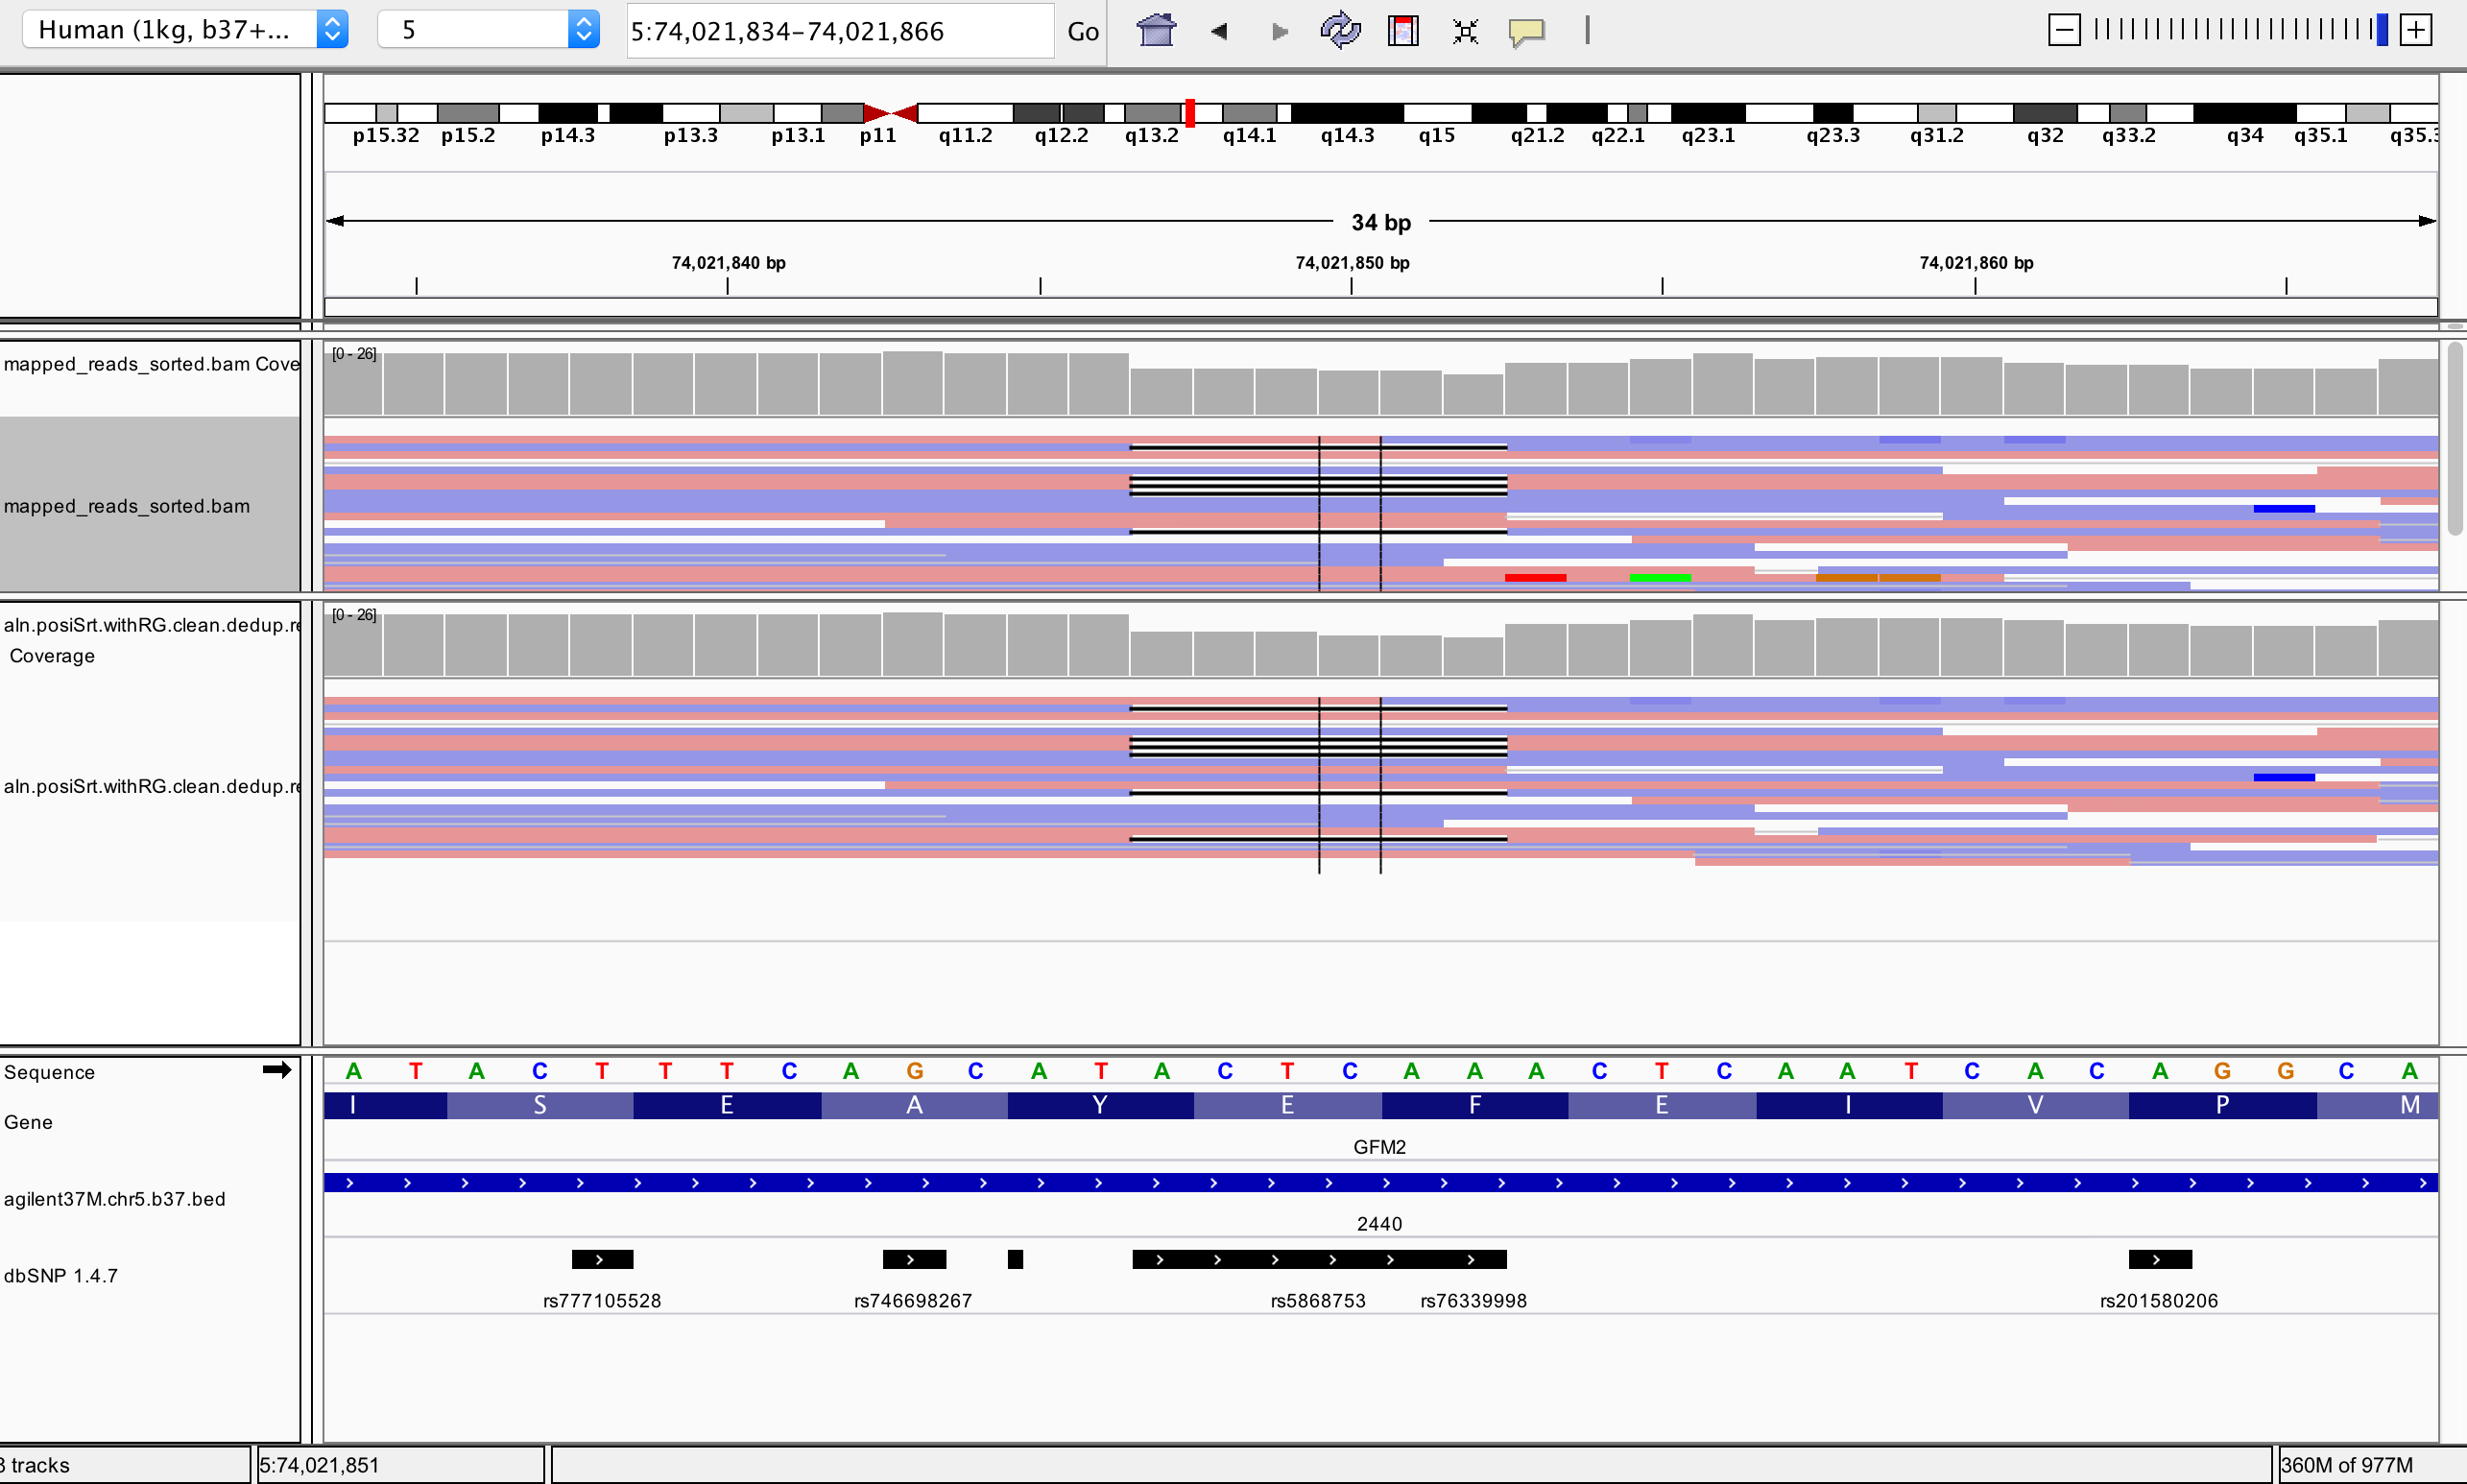 Human (1kg, b37+... 5 5:74,021,834-74,021,866 Go
p15.32 p15.2 p14.3 p13.3 p13.1 p11 q11.2 q12.2 q13.2 q14.1 q14.3 q15 q21.2 q22.1 q23.1 q23.3 q31.2 q32 q33.2 q34 q35.1 q35.3
34 bp
74,021,840 bp 74,021,850 bp 74,021,860 bp
[0 - 26]
mapped_reads_sorted.bam Cove
mapped_reads_sorted.bam
[0 - 26]
aln.posiSrt.withRG.clean.dedup.re
Coverage
aln.posiSrt.withRG.clean.dedup.re
Sequence A T A C T T T C A G C A T A C T C A A A C T C A A T C A C A G G C A
I S E A Y E F E I V P M
Gene
GFM2
agilent37M.chr5.b37.bed
2440
dbSNP 1.4.7
rs777105528 rs746698267 rs5868753 rs76339998 rs201580206
3 tracks 5:74,021,851 360M of 977M